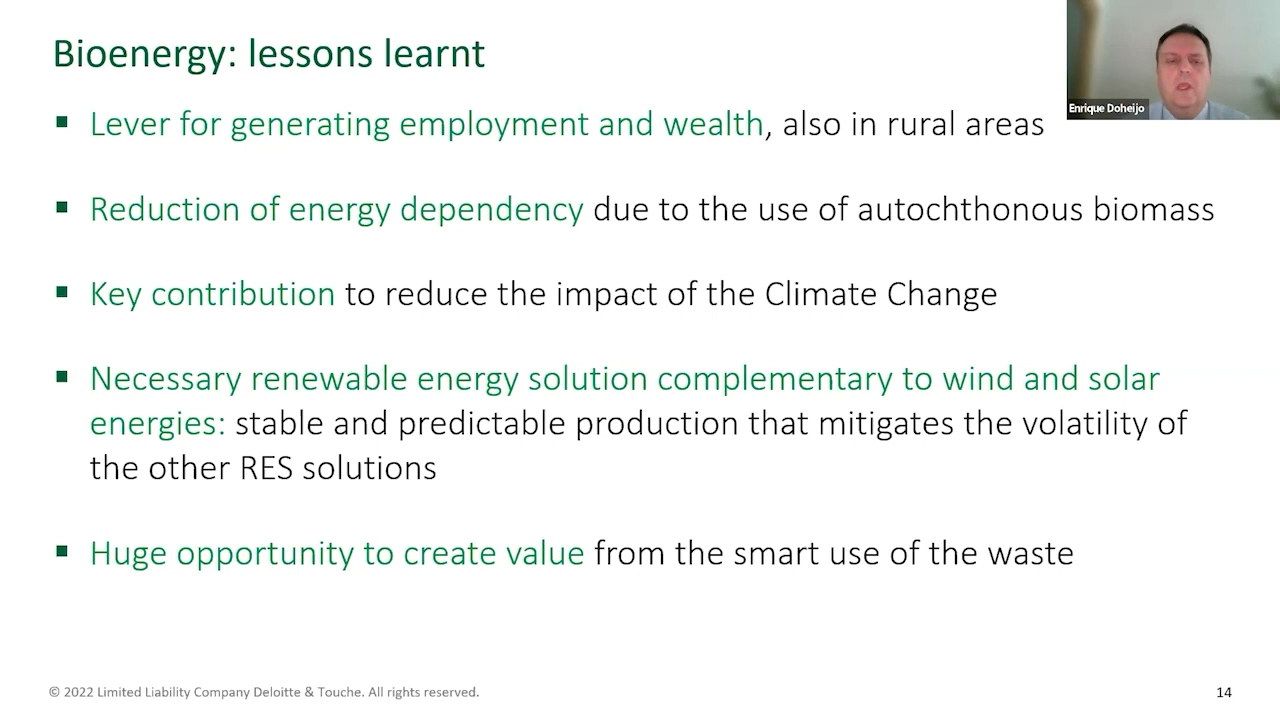 Bioenergy: lessons learnt
Enrique Doheijo
▪ Lever for generating employment and wealth, also in rural areas
▪ Reduction of energy dependency due to the use of autochthonous biomass
▪ Key contribution to reduce the impact of the Climate Change
▪ Necessary renewable energy solution complementary to wind and solar
energies: stable and predictable production that mitigates the volatility of
the other RES solutions
▪ Huge opportunity to create value from the smart use of the waste
© 2022 Limited Liability Company Deloitte & Touche. All rights reserved.
14